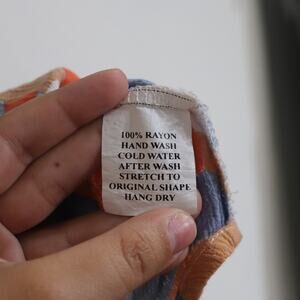 100% RAYON
HAND WASH
COLD WATER
AFTER WASH
STRETCH TO
ORIGINAL SHAPE
HANG DRY